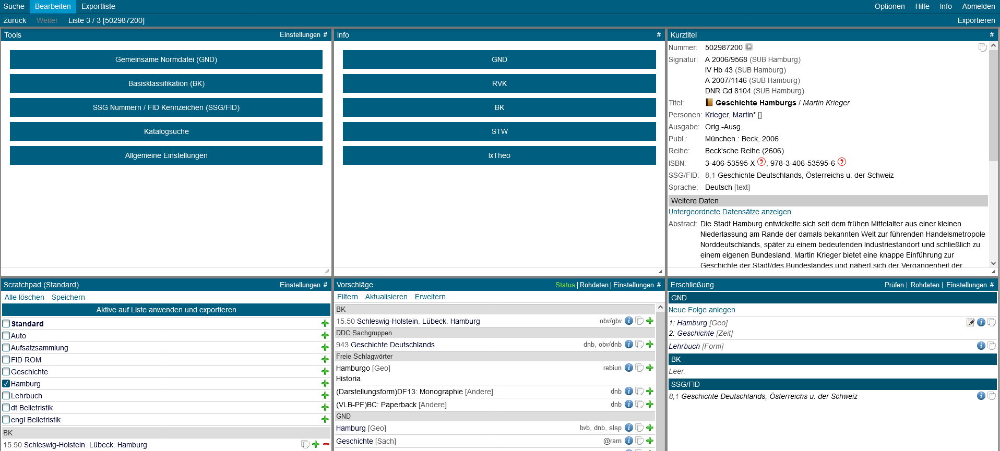 Suche Bearbeiten Exportliste Optionen Hilfe Info Abmelden
Zurück Weiter Liste 3 / 3 [502987200] Exportieren
Tools Einstellungen #
Gemeinsame Normdatei (GND)
Basisklassifikation (BK)
SSG Nummern / FID Kennzeichen (SSG/FID)
Katalogsuche
Allgemeine Einstellungen
Info #
GND
RVK
BK
STW
IxTheo
Kurztitel #
Nummer: 502987200
Signatur: A 2006/9568 (SUB Hamburg)
IV Hb 43 (SUB Hamburg)
A 2007/1146 (SUB Hamburg)
DNR Gd 8104 (SUB Hamburg)
Titel: Geschichte Hamburgs / Martin Krieger
Personen: Krieger, Martin* []
Ausgabe: Orig.-Ausg.
Publ.: München : Beck, 2006
Reihe: Beck'sche Reihe (2606)
ISBN: 3-406-53595-X , 978-3-406-53595-6
SSG/FID: 8,1 Geschichte Deutschlands, Österreichs u. der Schweiz
Sprache: Deutsch [text]
Weitere Daten
Untergeordnete Datensätze anzeigen
Abstract: Die Stadt Hamburg entwickelte sich seit dem frühen Mittelalter aus einer kleinen
Niederlassung am Rande der damals bekannten Welt zur führenden Handelsmetropole
Norddeutschlands, später zu einem bedeutenden Industriestandort und schließlich zu
einem eigenen Bundesland. Martin Krieger bietet eine knappe Einführung zur
Geschichte der Stadt/des Bundeslandes und nähert sich der Vergangenheit der
Scratchpad (Standard) Einstellungen #
Alle löschen Speichern
Aktive auf Liste anwenden und exportieren
Standard
Auto
Aufsatzsammlung
FID ROM
Geschichte
Hamburg
Lehrbuch
dt Belletristik
engl Belletristik
BK
15.50 Schleswig-Holstein. Lübeck. Hamburg
Vorschläge Status | Rohdaten | Einstellungen #
Filtern Aktualisieren Erweitern
BK
15.50 Schleswig-Holstein. Lübeck. Hamburg obv/gbv
DDC Sachgruppen
943 Geschichte Deutschlands dnb, obv/dnb
Freie Schlagwörter
Hamburgo [Geo] rebiun
Historia
(Darstellungsform)DF13: Monographie [Andere] dnb
(VLB-PF)BC: Paperback [Andere] dnb
GND
Hamburg [Geo] bvb, dnb, slsp
Geschichte [Sach] @ram
Erschließung Prüfen | Rohdaten | Einstellungen #
GND
Neue Folge anlegen
1: Hamburg [Geo]
2: Geschichte [Zeit]
Lehrbuch [Form]
BK
Leer.
SSG/FID
8,1 Geschichte Deutschlands, Österreichs u. der Schweiz